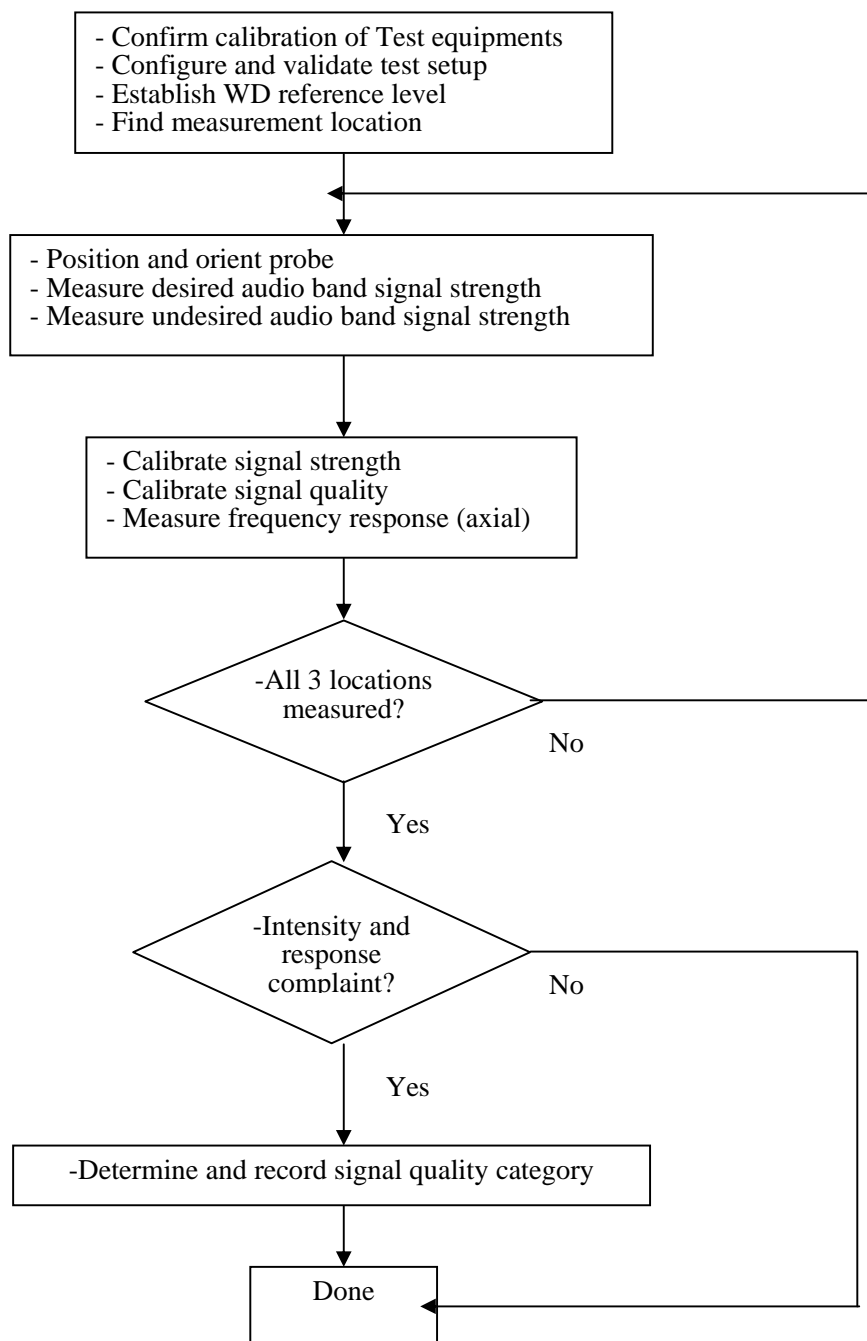 - Confirm calibration of Test equipments
- Configure and validate test setup
- Establish WD reference level
- Find measurement location
- Position and orient probe
- Measure desired audio band signal strength
- Measure undesired audio band signal strength
- Calibrate signal strength
- Calibrate signal quality
- Measure frequency response (axial)
-All 3 locations
measured?
No
Yes
-Intensity and
response
complaint?
No
Yes
-Determine and record signal quality category
Done